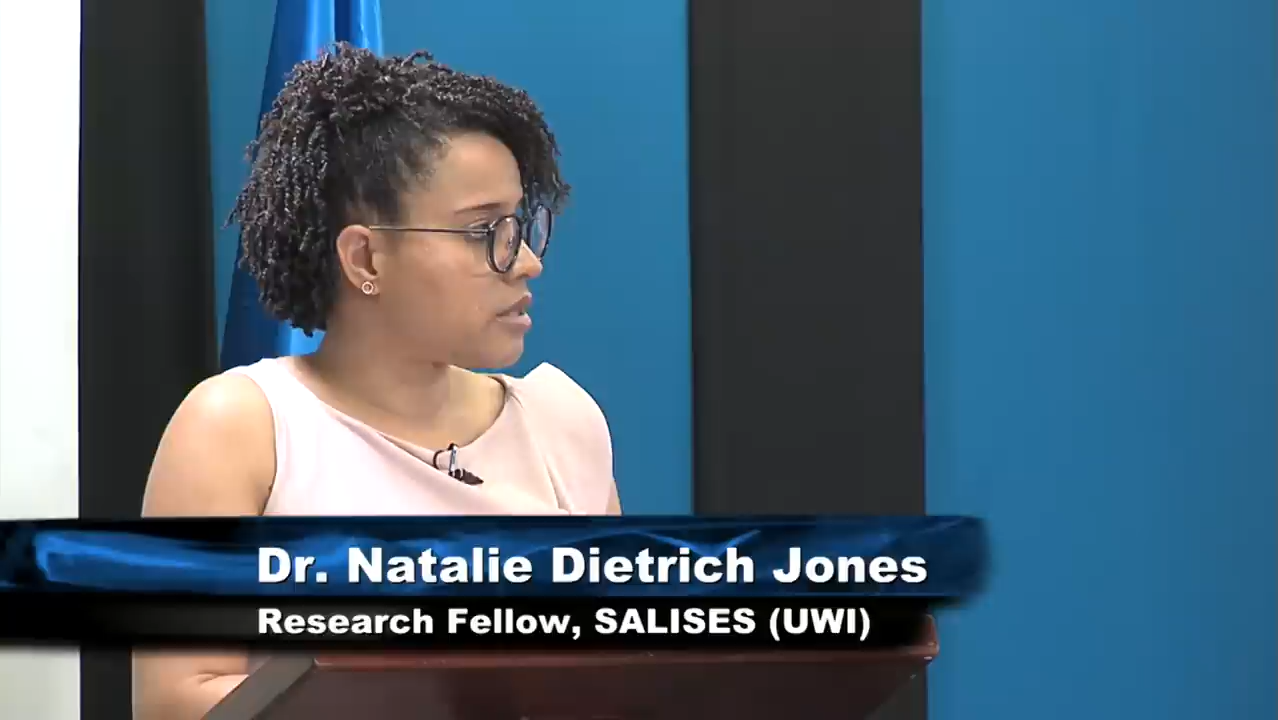 Dr. Natalie Dietrich Jones
Research Fellow, SALISES (UWI)